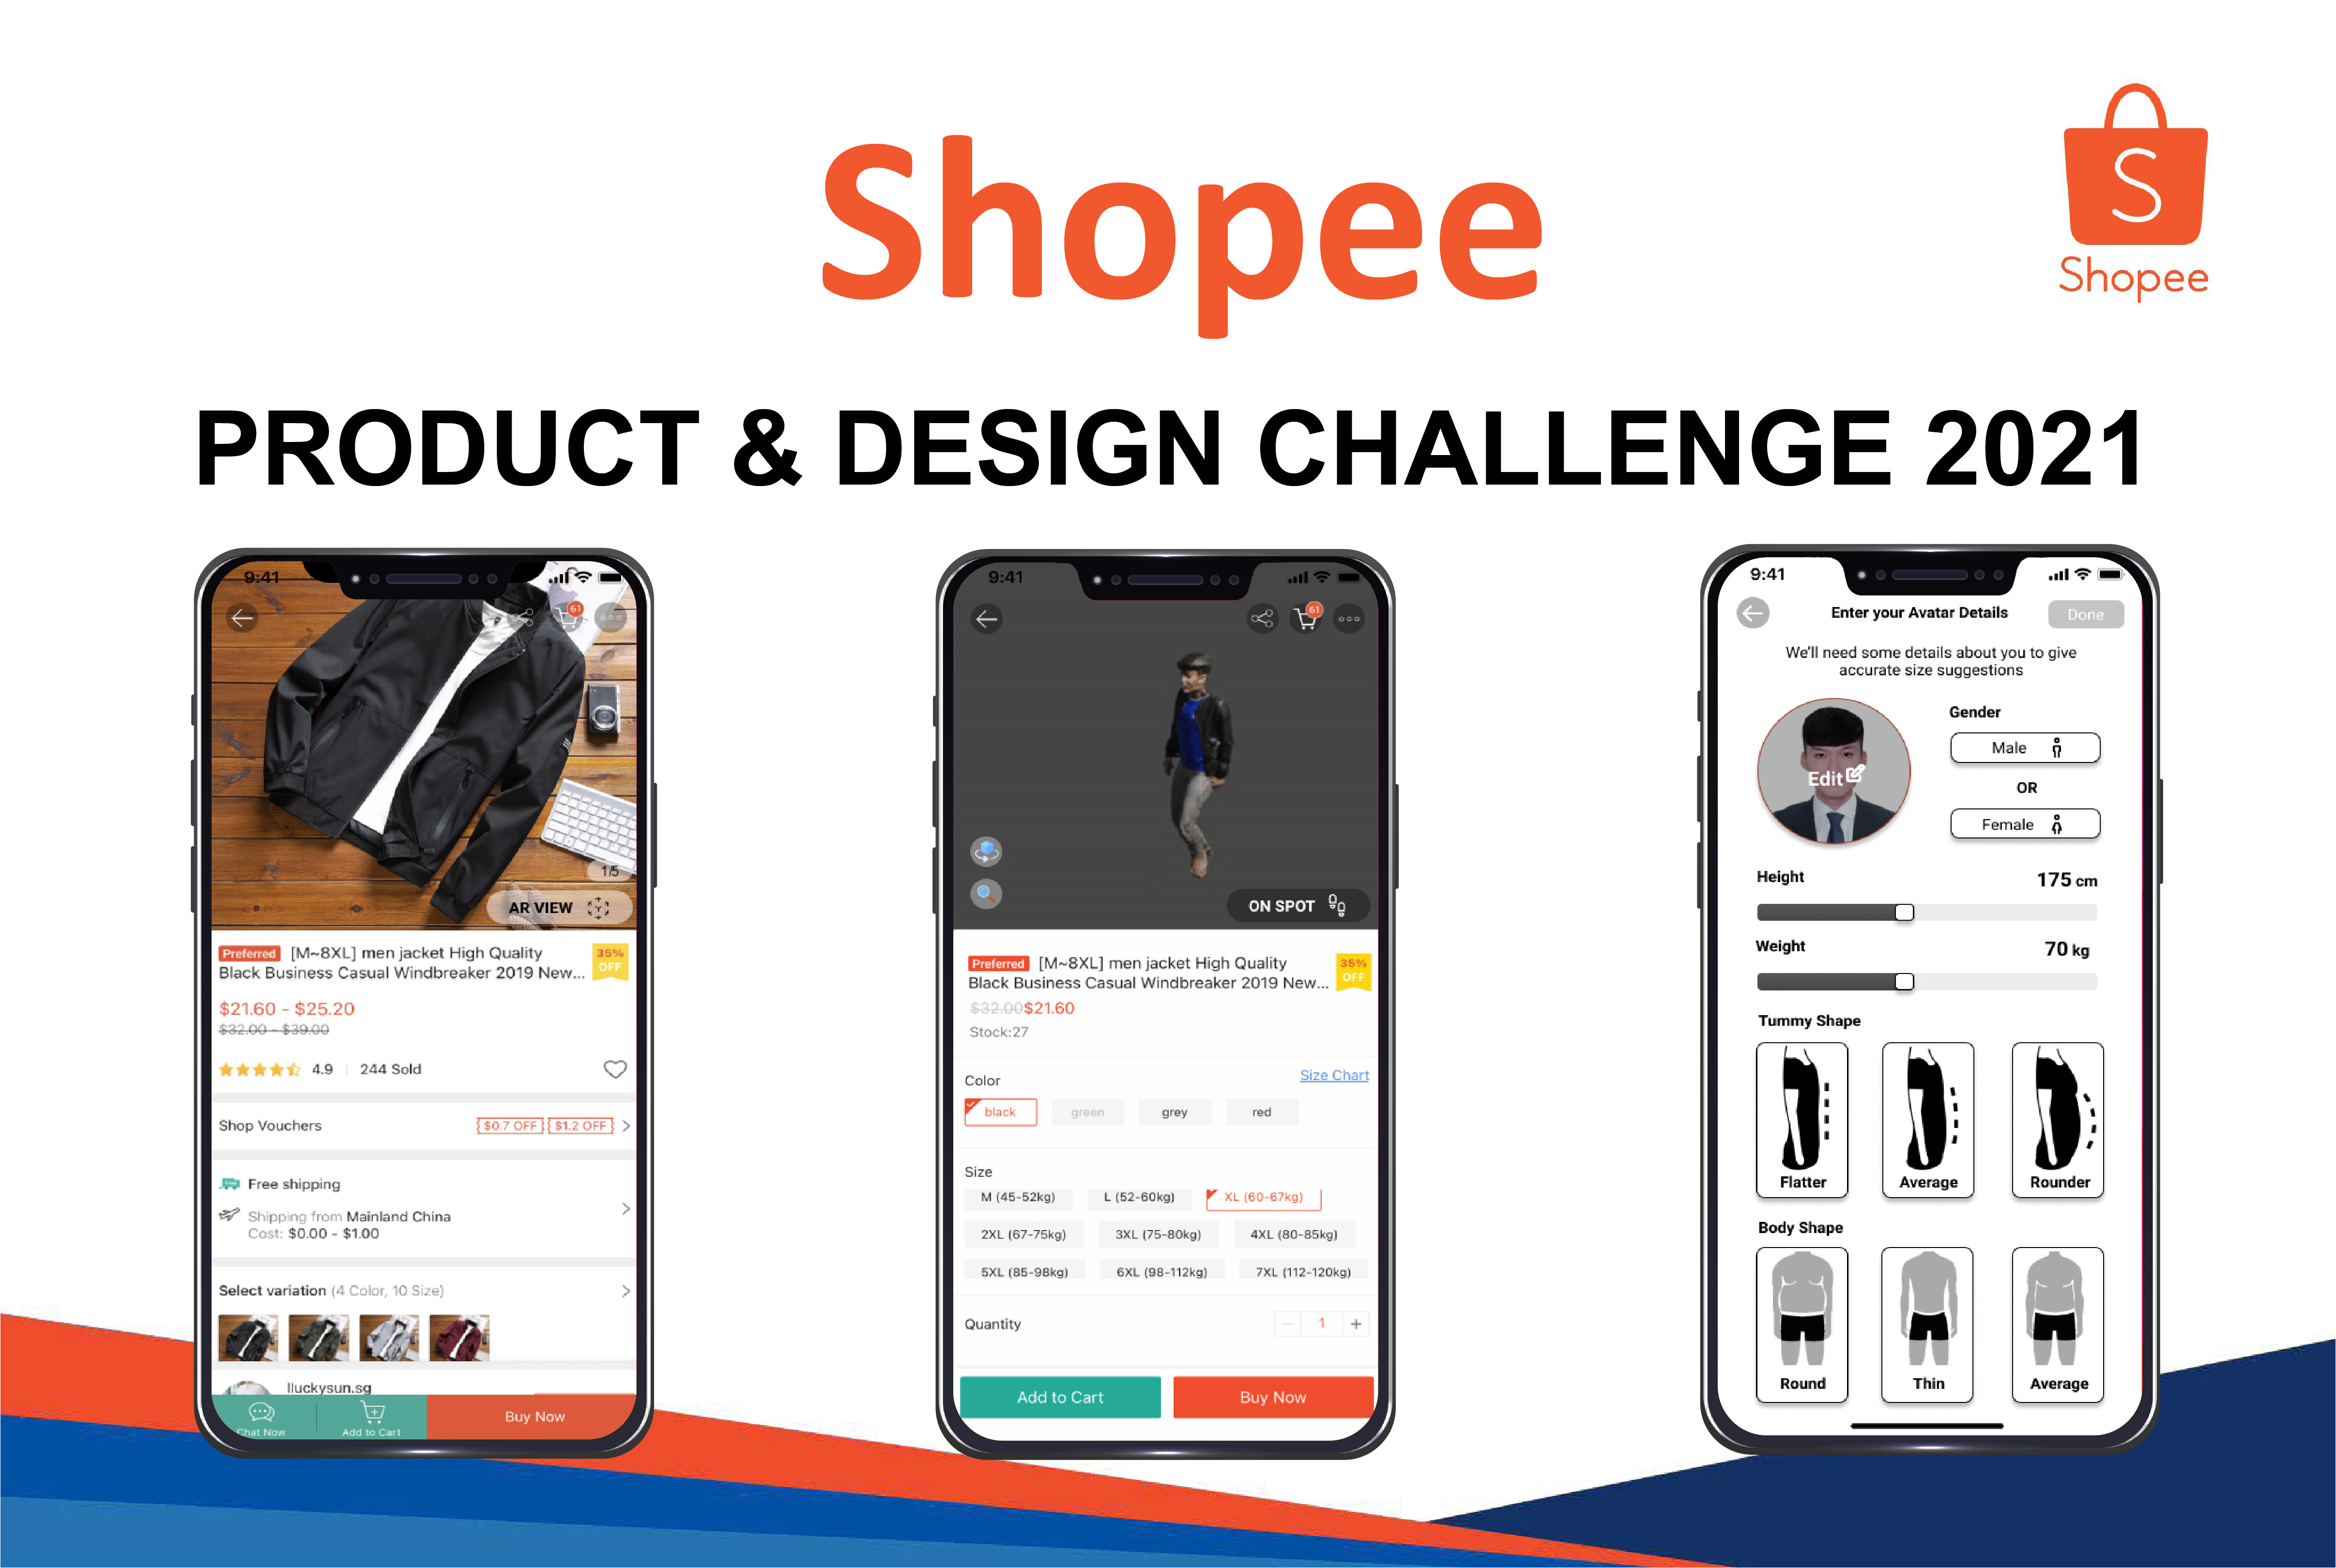 Shopee
Shopee
PRODUCT & DESIGN CHALLENGE 2021
9:41
61
1/5
AR VIEW
Preferred [M~8XL] men jacket High Quality
Black Business Casual Windbreaker 2019 New...
35%
OFF
$21.60 - $25.20
$32.00 - $39.00
4.9
244 Sold
Shop Vouchers
$0.7 OFF
$1.2 OFF
Free shipping
Shipping from Mainland China
Cost: $0.00 - $1.00
Select variation (4 Color, 10 Size)
lluckysun.sg
Chat Now
Add to Cart
Buy Now
9:41
61
ON SPOT
Preferred [M~8XL] men jacket High Quality
Black Business Casual Windbreaker 2019 New...
35%
OFF
$32.00$21.60
Stock:27
Color
Size Chart
black
green
grey
red
Size
M (45-52kg)
L (52-60kg)
XL (60-67kg)
2XL (67-75kg)
3XL (75-80kg)
4XL (80-85kg)
5XL (85-98kg)
6XL (98-112kg)
7XL (112-120kg)
Quantity
1
Add to Cart
Buy Now
9:41
Enter your Avatar Details
Done
We'll need some details about you to give
accurate size suggestions
Edit
Gender
Male
OR
Female
Height
175 cm
Weight
70 kg
Tummy Shape
Flatter
Average
Rounder
Body Shape
Round
Thin
Average